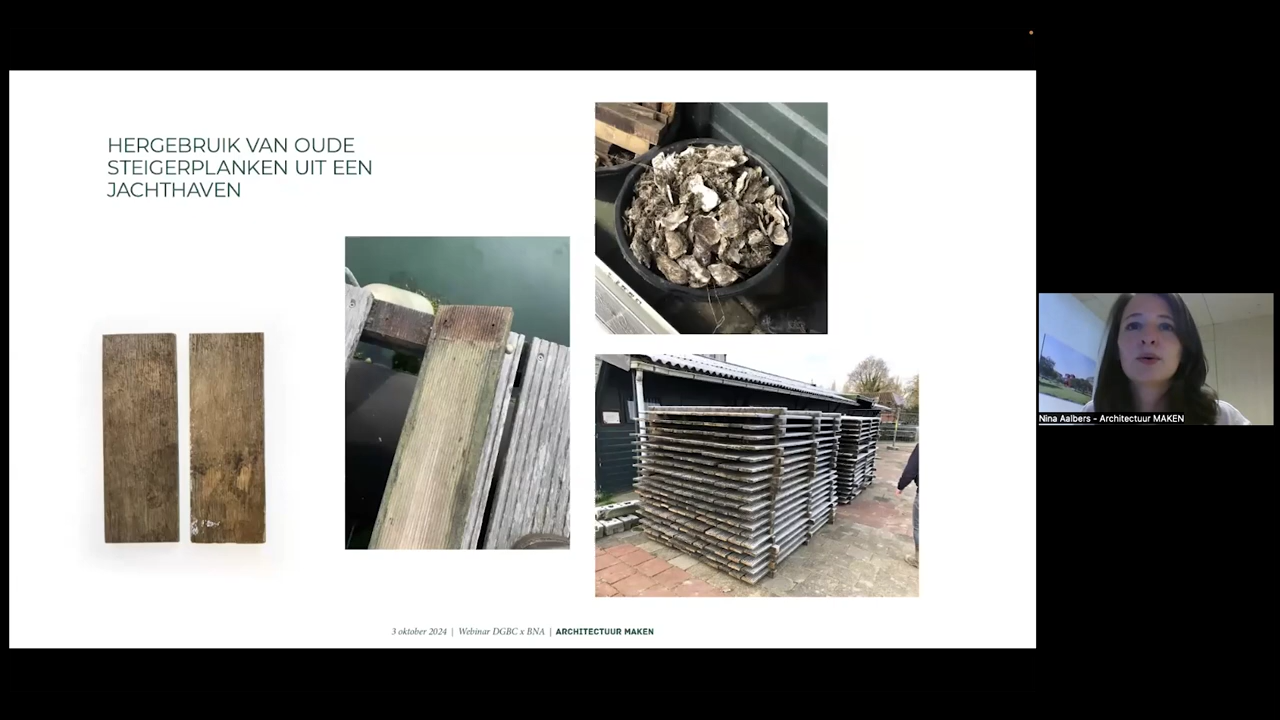 HERGEBRUIK VAN OUDE
STEIGERPLANKEN UIT EEN
JACHTHAVEN
3 oktober 2024 | Webinar DGBC x BNA | ARCHITECTUUR MAKEN
Nina Aalbers - Architectuur MAKEN